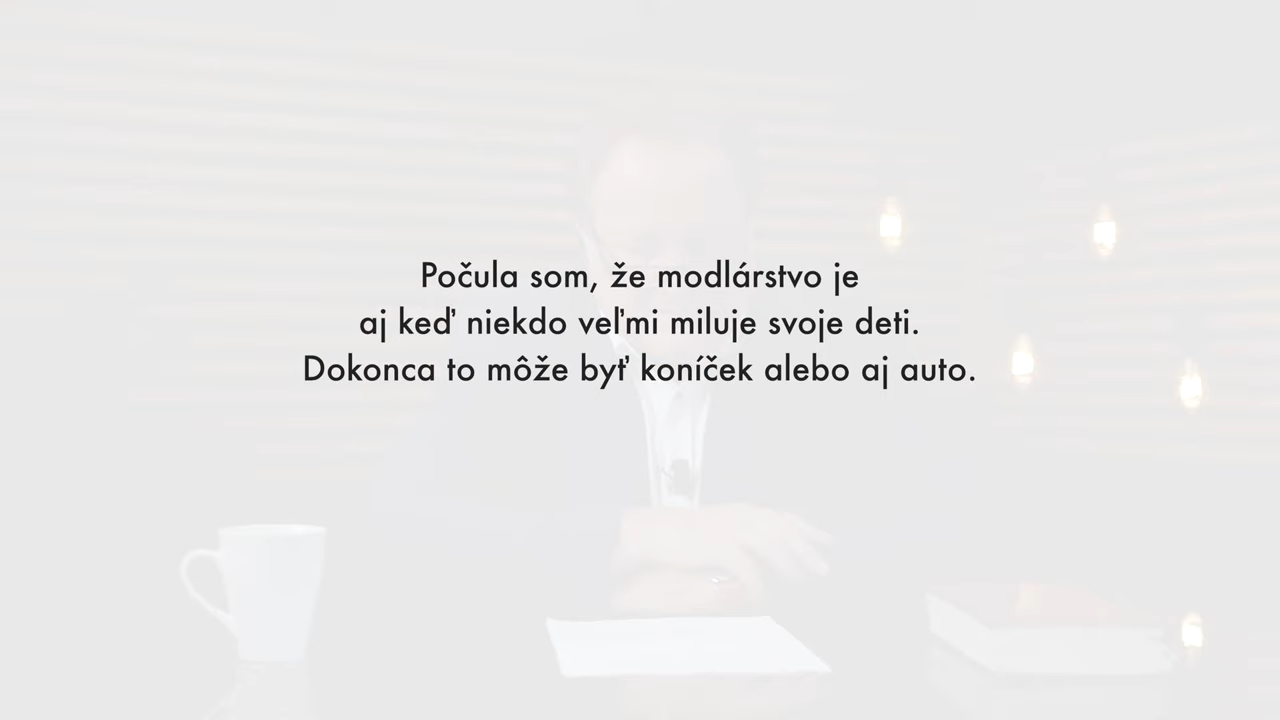 Počula som, že modlárstvo je
aj keď niekdo veľmi miluje svoje deti.
Dokonca to môže byť koníček alebo aj auto.